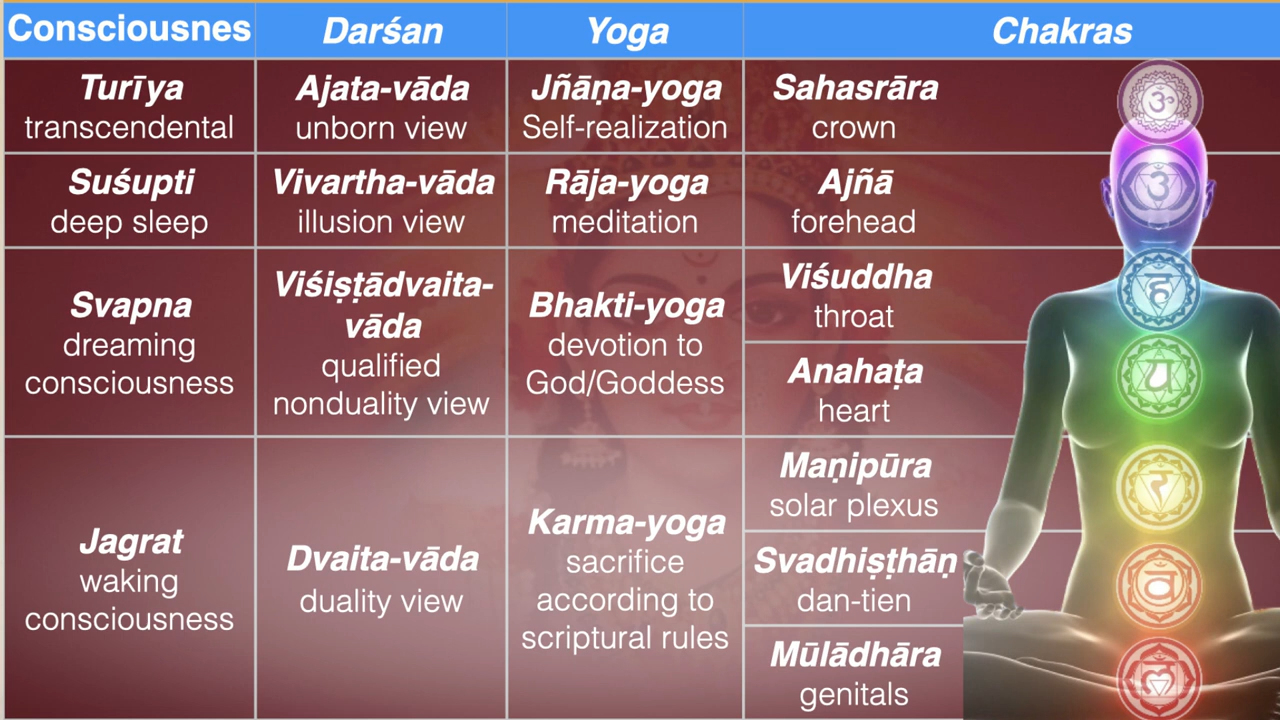 Consciousnes Darśan Yoga Chakras
Turīya Ajata-vāda Jñāṇa-yoga Sahasrāra
transcendental unborn view Self-realization crown
ॐ
Suśupti Vivartha-vāda Rāja-yoga Ajñā
deep sleep illusion view meditation forehead
Svapna
dreaming
consciousness
Viśiṣṭādvaita-
vāda
qualified
nonduality view
Bhakti-yoga
devotion to
God/Goddess
Viśuddha
throat
हं
Anahaṭa
heart
Jagrat
waking
consciousness
Dvaita-vāda
duality view
Karma-yoga
sacrifice
according to
scriptural rules
Maṇipūra
solar plexus
रं
Svadhiṣṭhāṇ
dan-tien
वं
Mūlādhāra
genitals